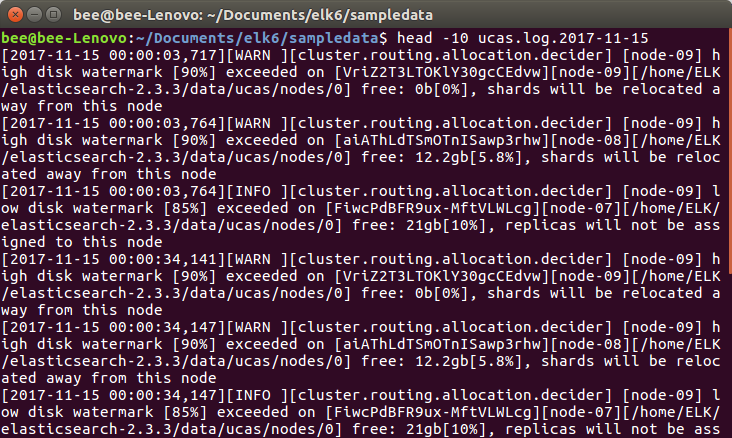 bee@bee-Lenovo: ~/Documents/elk6/sampledata
bee@bee-Lenovo:~/Documents/elk6/sampledata$ head -10 ucas.log.2017-11-15
[2017-11-15 00:00:03,717][WARN ][cluster.routing.allocation.decider] [node-09] h
igh disk watermark [90%] exceeded on [VriZ2T3LTOKlY30gcCEdvw][node-09][/home/ELK
/elasticsearch-2.3.3/data/ucas/nodes/0] free: 0b[0%], shards will be relocated a
way from this node
[2017-11-15 00:00:03,764][WARN ][cluster.routing.allocation.decider] [node-09] h
igh disk watermark [90%] exceeded on [aiAThLdTSmOTnISawp3rhw][node-08][/home/ELK
/elasticsearch-2.3.3/data/ucas/nodes/0] free: 12.2gb[5.8%], shards will be reloc
ated away from this node
[2017-11-15 00:00:03,764][INFO ][cluster.routing.allocation.decider] [node-09] l
ow disk watermark [85%] exceeded on [FiwcPdBFR9ux-MftVLWLcg][node-07][/home/ELK/
elasticsearch-2.3.3/data/ucas/nodes/0] free: 21gb[10%], replicas will not be ass
igned to this node
[2017-11-15 00:00:34,141][WARN ][cluster.routing.allocation.decider] [node-09] h
igh disk watermark [90%] exceeded on [VriZ2T3LTOKlY30gcCEdvw][node-09][/home/ELK
/elasticsearch-2.3.3/data/ucas/nodes/0] free: 0b[0%], shards will be relocated a
way from this node
[2017-11-15 00:00:34,147][WARN ][cluster.routing.allocation.decider] [node-09] h
igh disk watermark [90%] exceeded on [aiAThLdTSmOTnISawp3rhw][node-08][/home/ELK
/elasticsearch-2.3.3/data/ucas/nodes/0] free: 12.2gb[5.8%], shards will be reloc
ated away from this node
[2017-11-15 00:00:34,147][INFO ][cluster.routing.allocation.decider] [node-09] l
ow disk watermark [85%] exceeded on [FiwcPdBFR9ux-MftVLWLcg][node-07][/home/ELK/
elasticsearch-2.3.3/data/ucas/nodes/0] free: 21gb[10%], replicas will not be ass